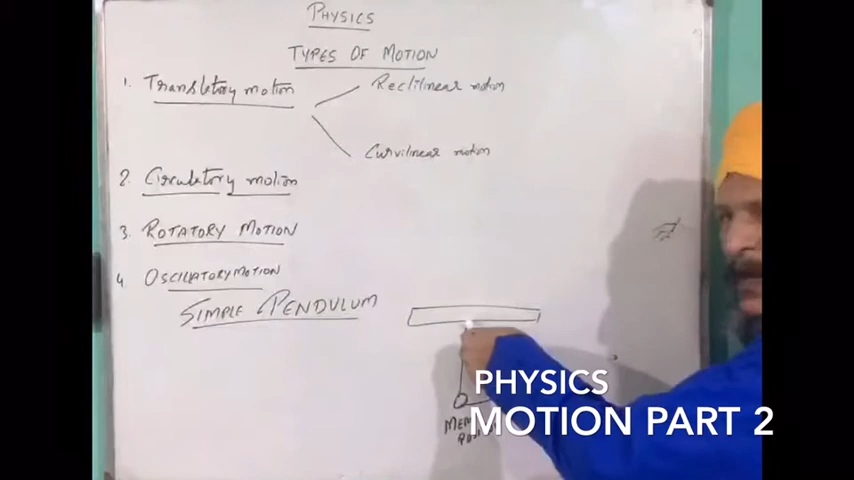 PHYSICS
TYPES OF MOTION
1. Transletory motion
Rectilinear motion
Curvilinear motion
2. Circulatory motion
3. ROTATORY MOTION
4 OSCILLATORY MOTION
SIMPLE PENDULUM
PHYSICS
MOTION PART 2